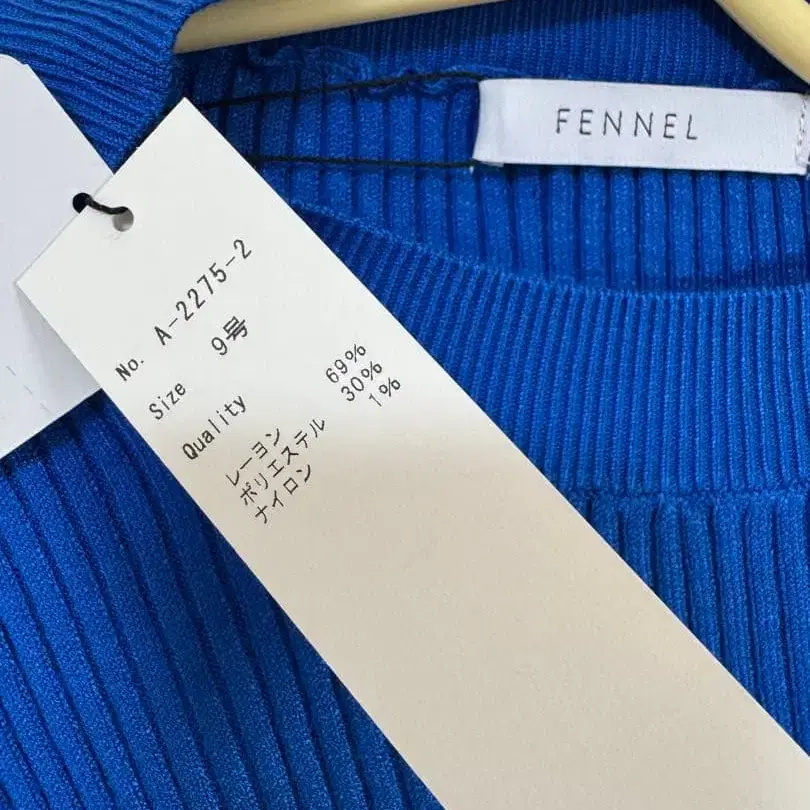 FENNEL
No. A-2275-2
Size 9号
Quality
レーヨン 69%
ポリエステル 30%
ナイロン 1%